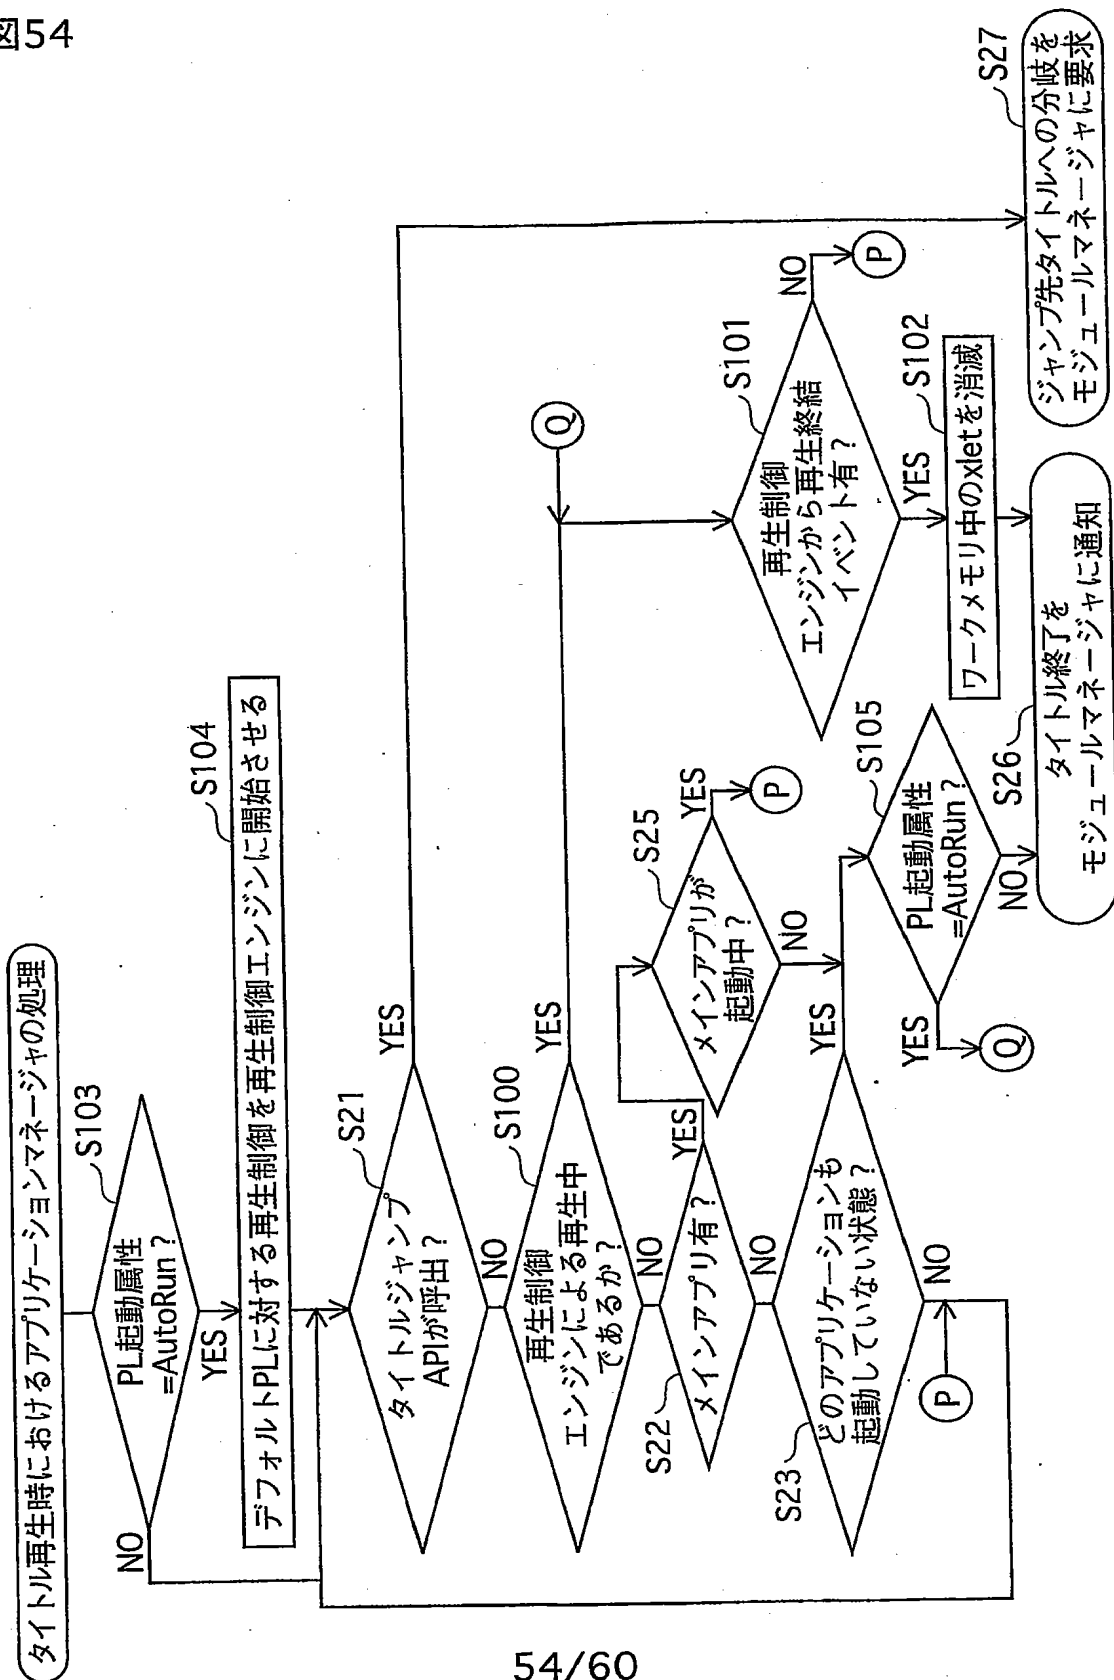 図54
タイトル再生時におけるアプリケーションマネージャの処理
S103
PL起動属性
=AutoRun?
NO
YES
S104
デフォルトPLに対する再生制御を再生制御エンジンに開始させる
S21
タイトルジャンプ
APIが呼出?
YES
NO
S100
再生制御
エンジンによる再生中
であるか?
YES
NO
S22
メインアプリ有?
YES
NO
S25
メインアプリが
起動中?
YES
P
NO
S23
どのアプリケーションも
起動していない状態?
YES
NO
P
S105
PL起動属性
=AutoRun?
YES
Q
NO
Q
S101
再生制御
エンジンから再生終結
イベント有?
NO
P
YES
S102
ワークメモリ中のxletを消滅
S26
タイトル終了を
モジュールマネージャに通知
S27
ジャンプ先タイトルへの分岐を
モジュールマネージャに要求
54/60